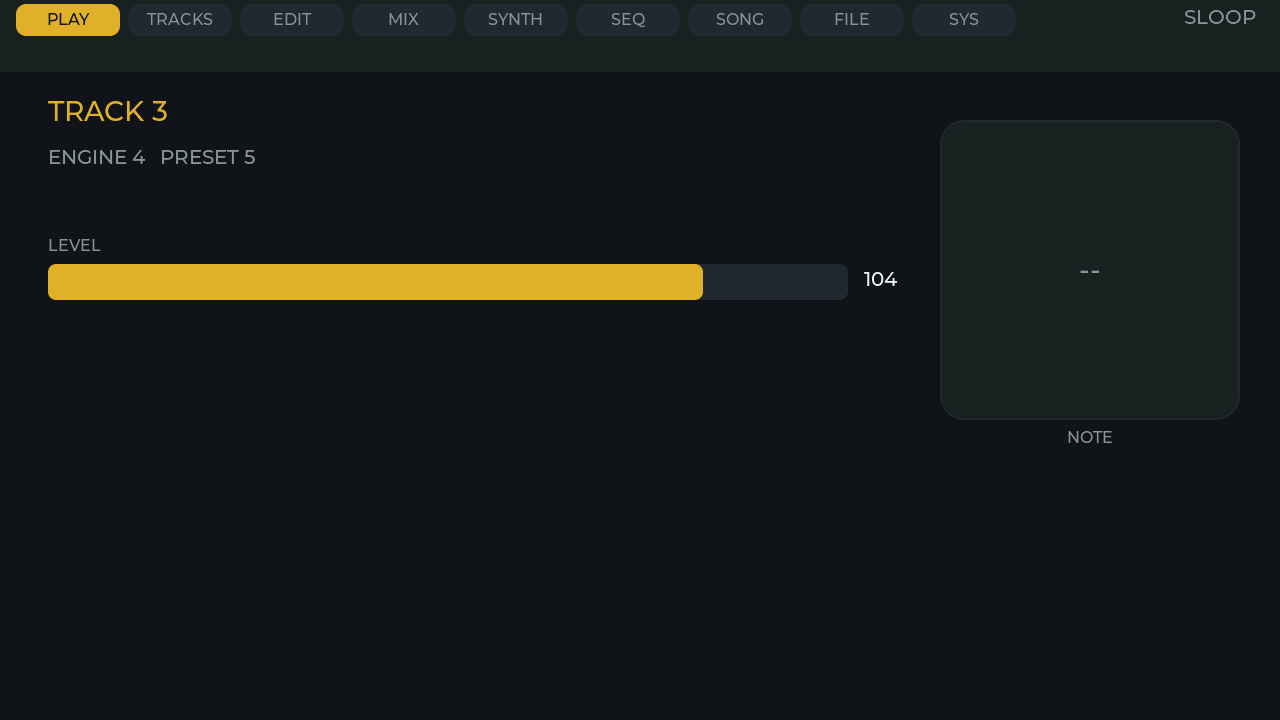 PLAY TRACKS EDIT MIX SYNTH SEQ SONG FILE SYS SLOOP
TRACK 3
ENGINE 4 PRESET 5
LEVEL
104
--
NOTE